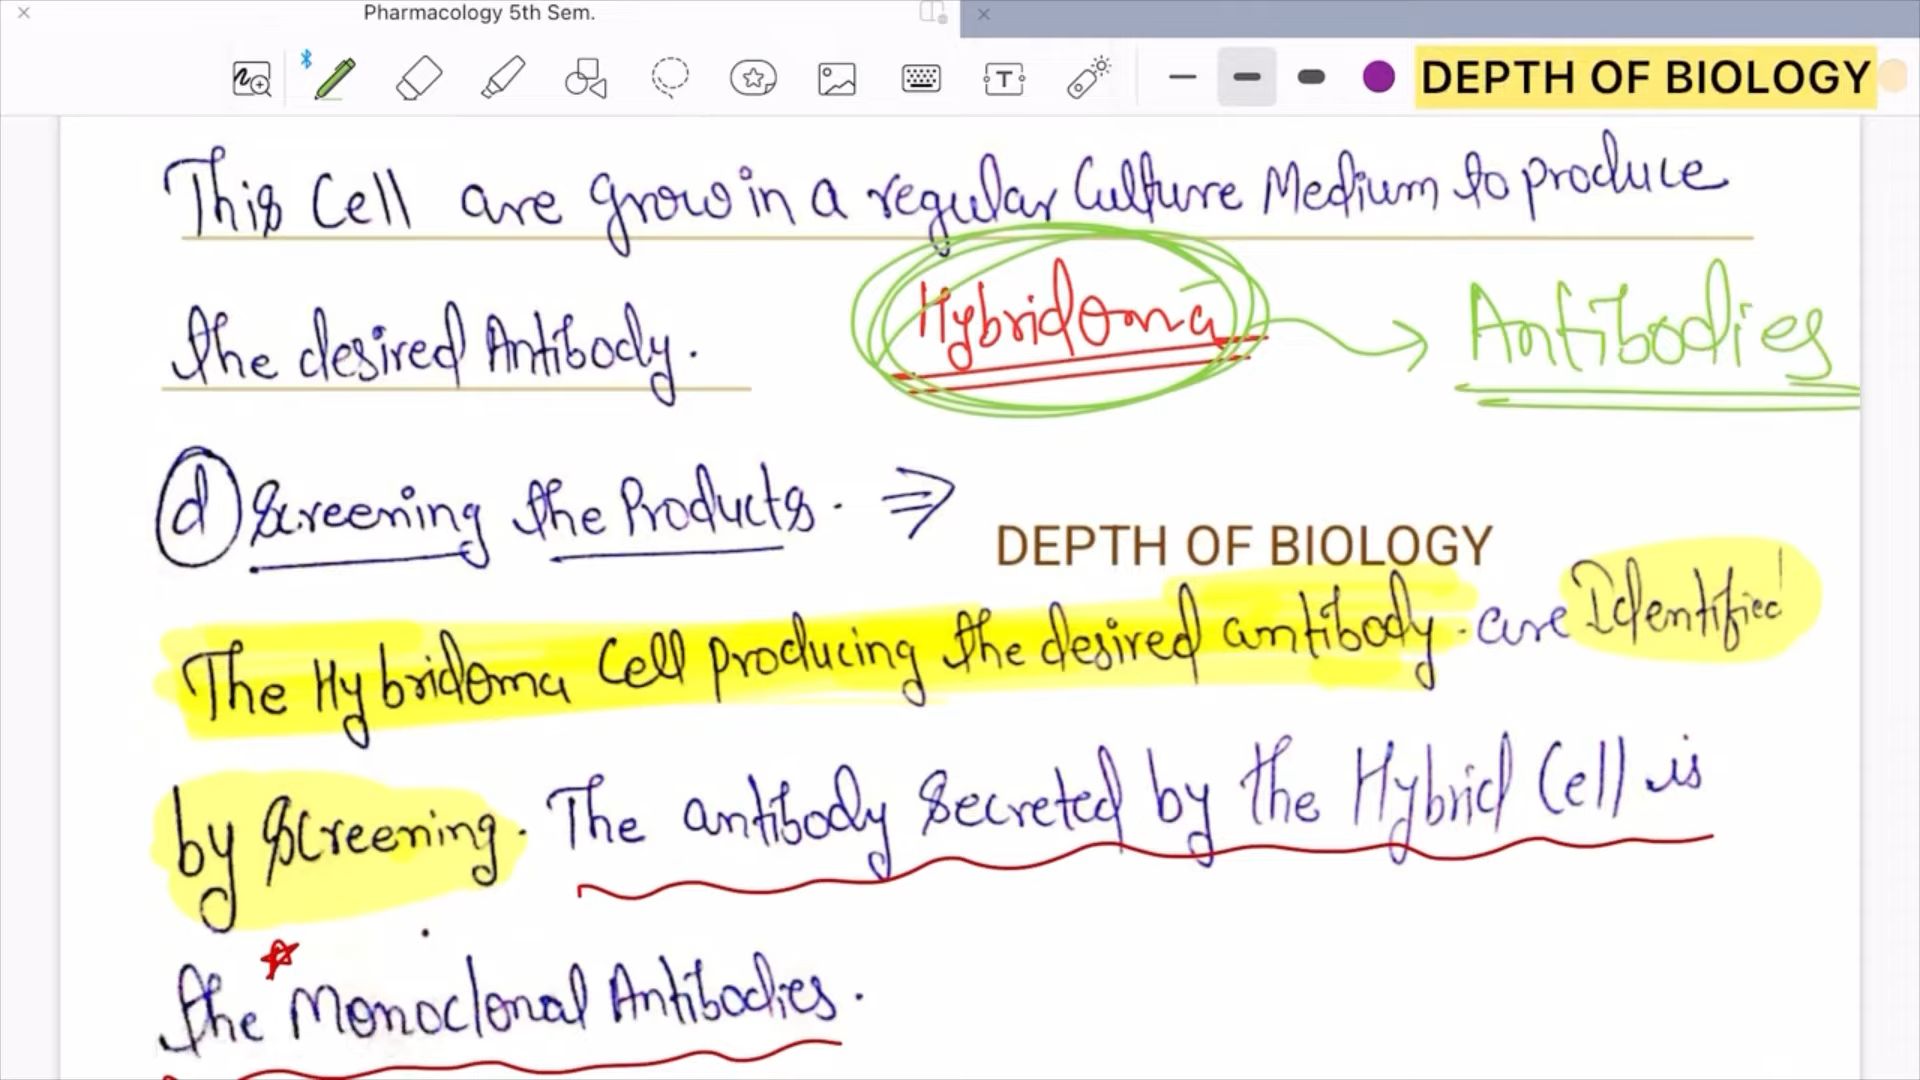 Pharmacology 5th Sem.
DEPTH OF BIOLOGY
This Cell are grow in a regular Culture Medium to produce
the desired Antibody. Hybridoma → Antibodies
d Screening the Products. ⇒
DEPTH OF BIOLOGY
The Hybridoma Cell producing the desired antibody. are Identified
by Screening. The antibody Secreted by the Hybrid Cell is
the Monoclonal Antibodies.